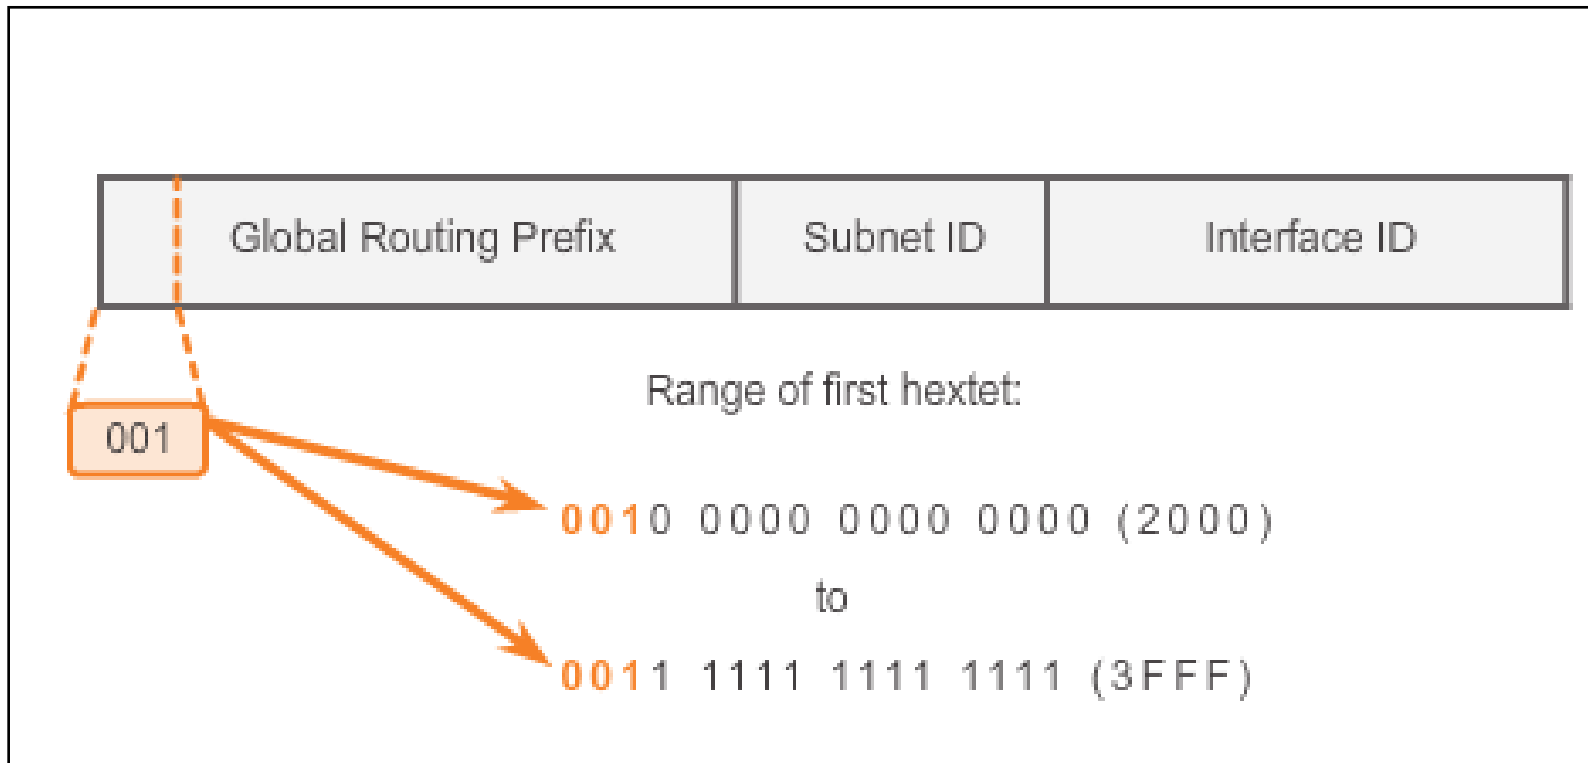 Global Routing Prefix Subnet ID Interface ID
Range of first hextet:
001
0010 0000 0000 0000 (2000)
to
0011 1111 1111 1111 (3FFF)